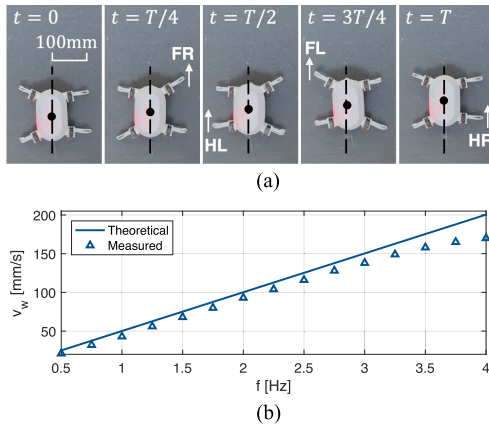 t = 0
t = T/4
t = T/2
t = 3T/4
t = T
100mm
FR
HL
FL
HR
(a)
200
150
100
50
v_w [mm/s]
Theoretical
Measured
0.5 1 1.5 2 2.5 3 3.5 4
f [Hz]
(b)